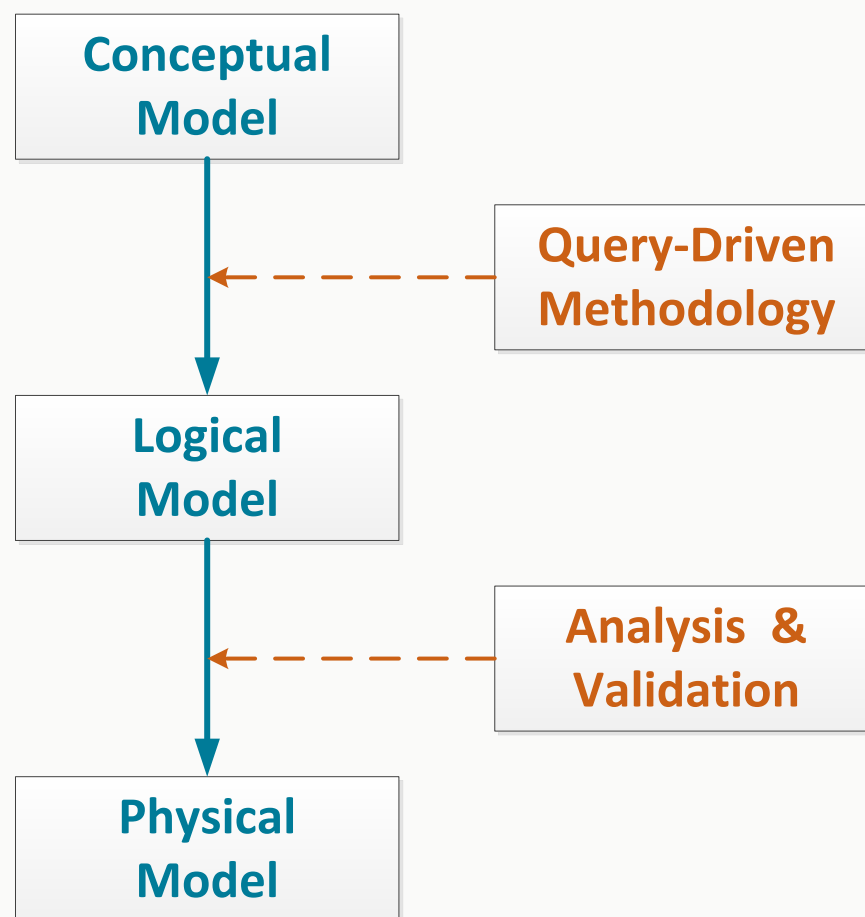 Conceptual
Model
Query-Driven
Methodology
Logical
Model
Analysis &
Validation
Physical
Model